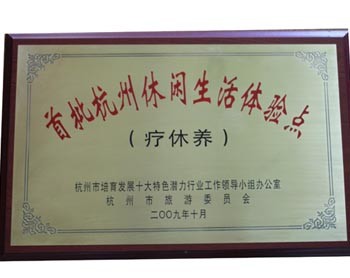 首批杭州休闲生活体验点
（疗休养）
杭州市培育发展十大特色潜力行业工作领导小组办公室
杭州市旅游委员会
二〇〇九年十月